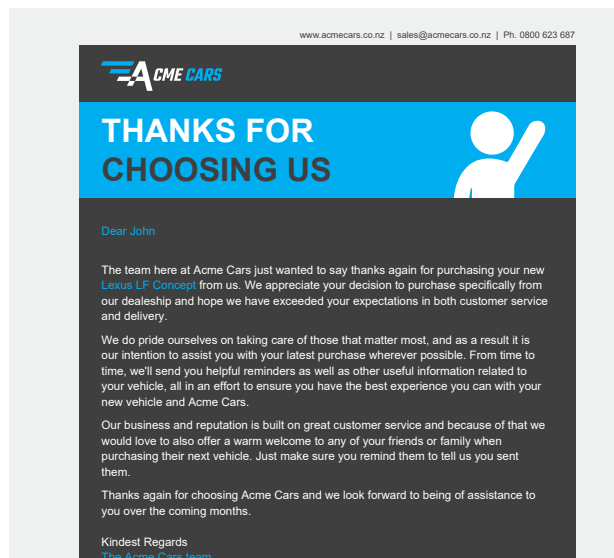 www.acmecars.co.nz | sales@acmecars.co.nz | Ph. 0800 623 687
ACME CARS
THANKS FOR
CHOOSING US
Dear John
The team here at Acme Cars just wanted to say thanks again for purchasing your new
Lexus LF Concept from us. We appreciate your decision to purchase specifically from
our dealeship and hope we have exceeded your expectations in both customer service
and delivery.
We do pride ourselves on taking care of those that matter most, and as a result it is
our intention to assist you with your latest purchase wherever possible. From time to
time, we'll send you helpful reminders as well as other useful information related to
your vehicle, all in an effort to ensure you have the best experience you can with your
new vehicle and Acme Cars.
Our business and reputation is built on great customer service and because of that we
would love to also offer a warm welcome to any of your friends or family when
purchasing their next vehicle. Just make sure you remind them to tell us you sent
them.
Thanks again for choosing Acme Cars and we look forward to being of assistance to
you over the coming months.
Kindest Regards
The Acme Cars team